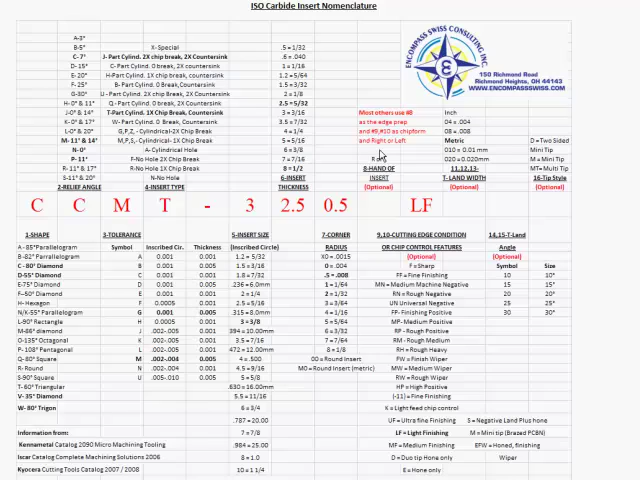 ISO Carbide Insert Nomenclature
ENCOMPASS SWISS CONSULTING INC.
150 Richmond Road
Richmond Heights, OH 44143
WWW.ENCOMPASSSWISS.COM
A-3°
B-5° X-Special .5 = 1/32
C-7° J- Part Cylind. 2X chip break, 2X Countersink .6 = .040
D-15° C- Part Cylind. 0 break, 2X Countersink 1 = 1/16
E-20° H-Part Cylind. 1X chip break, countersink 1.2 = 5/64
F-25° B- Part Cylind. 0 Break,Countersink 1.5 = 3/32
G-30° U - Part Cylind. 2X chip break, 2X Countersink 2 = 1/8
H-0° & 11° Q - Part Cylind. 0 break, 2X Countersink 2.5 = 5/32
J-0° & 14° T-Part Cylind. 1X chip break, 1X Countersink 3 = 3/16 Most others use #8 Inch
K-0° & 17° W- Part Cylind. 0 Break, Countersink 3.5 = 7/32 as the edge prep 04 = .004
L-0° & 20° G,P,Z, - Cylindrical-2X Chip Break 4 = 1/4 and #9,#10 as chipform 08 = .008
M- 11° & 14° M,P,S,- Cylindrical-1X Chip Break 5 = 5/16 and Right or Left Metric D = Two Sided
N-0° A-Cylindrical Hole 6 = 3/8 010 = 0.01 mm Mini Tip
P-11° F-No Hole 2X Chip Break 7 = 7/16 020 = 0.020mm M = Mini Tip
R- 11° & 17° R-No Hole 1X Chip Break 8 = 1/2 8-HAND OF 11,12,13- MT= Multi Tip
S-11° & 20° N-No Hole 6-INSERT INSERT T- LAND WIDTH 16-Tip Style
2-RELIEF ANGLE 4-INSERT TYPE THICKNESS (Optional) (Optional) (Optional)
C C M T - 3 2.5 0.5 LF
1-SHAPE 3-TOLERANCE 5-INSERT SIZE 7-CORNER 9,10-CUTTING EDGE CONDITION 14,15-T-Land
A - 85°Parallelogram Symbol Inscribed Cir. Thickness (Inscribed Circle) RADIUS OR CHIP CONTROL FEATURES Angle
B -82° Parrallelogram A 0.001 0.001 1.2 = 5/32 X0 = .0015 (Optional) (Optional)
C - 80° Diamond B 0.001 0.005 1.5 = 3/16 0 = .004 F = Sharp Symbol Size
D-55° Diamond C 0.001 0.001 1.8 = 7/32 .5 = .008 FF = Fine Finishing 10 10°
E-75° Diamond D 0.001 0.005 .236 = 6.0mm 1 = 1/64 MN = Medium Machine Negative 15 15°
F-50° Diamond E 0.001 0.001 2 = 1/4 2 = 1/32 RN = Rough Negative 20 20°
H- Hexagon F 0.0005 0.001 2.5 = 5/16 3 = 3/64 UN Universal Negative 25 25°
N/K-55° Parallelogram G 0.001 0.005 .315 = 8.0mm 4 = 1/16 FP- Finishing Positive 30 30°
L-90° Rectangle H 0.0005 0.001 3 = 3/8 5 = 5/64 MP- Medium Positive
M-86° diamond J .002-.005 0.001 394 = 10.00mm 6 = 3/32 RP - Rough Positive
O-135° Octagonal K .002-.005 0.001 3.5 = 7/16 7 = 7/64 RM - Rough Medium
P- 108° Pentagonal L .002-.005 0.001 472 = 12.00mm 8 = 1/8 RH = Rough Heavy
Q- 80° Square M .002-.004 0.005 4 = .500 00 = Round Insert FW = Finish Wiper
R- Round N .002-.004 0.001 4.5 = 9/16 M0 = Round Insert (metric) MW = Medium Wiper
S-90° Square U .005-.010 0.005 5 = 5/8 RW = Rough Wiper
T- 60° Triangular .630 = 16.00mm HP = High Positive
V- 35° Diamond 5.5 = 11/16 (-11) = Fine Finishing
W- 80° Trigon 6 = 3/4 K = Light feed chip control
.787 = 20.00 UF = Ultra fine Finishing S = Negative Land Plus hone
Information from: 7 = 7/8 LF = Light Finishing M = Mini tip (Brazed PCBN)
Kennametal Catalog 2090 Micro Machining Tooling .984 = 25.00 MF = Medium Finishing EFW = Honed, finishing
Iscar Catalog Complete Machining Solutions 2006 8 = 1.0 D = Duo tip Hone Only Wiper
Kyocera Cutting Tools Catalog 2007 / 2008 10 = 1 1/4 E = Hone only